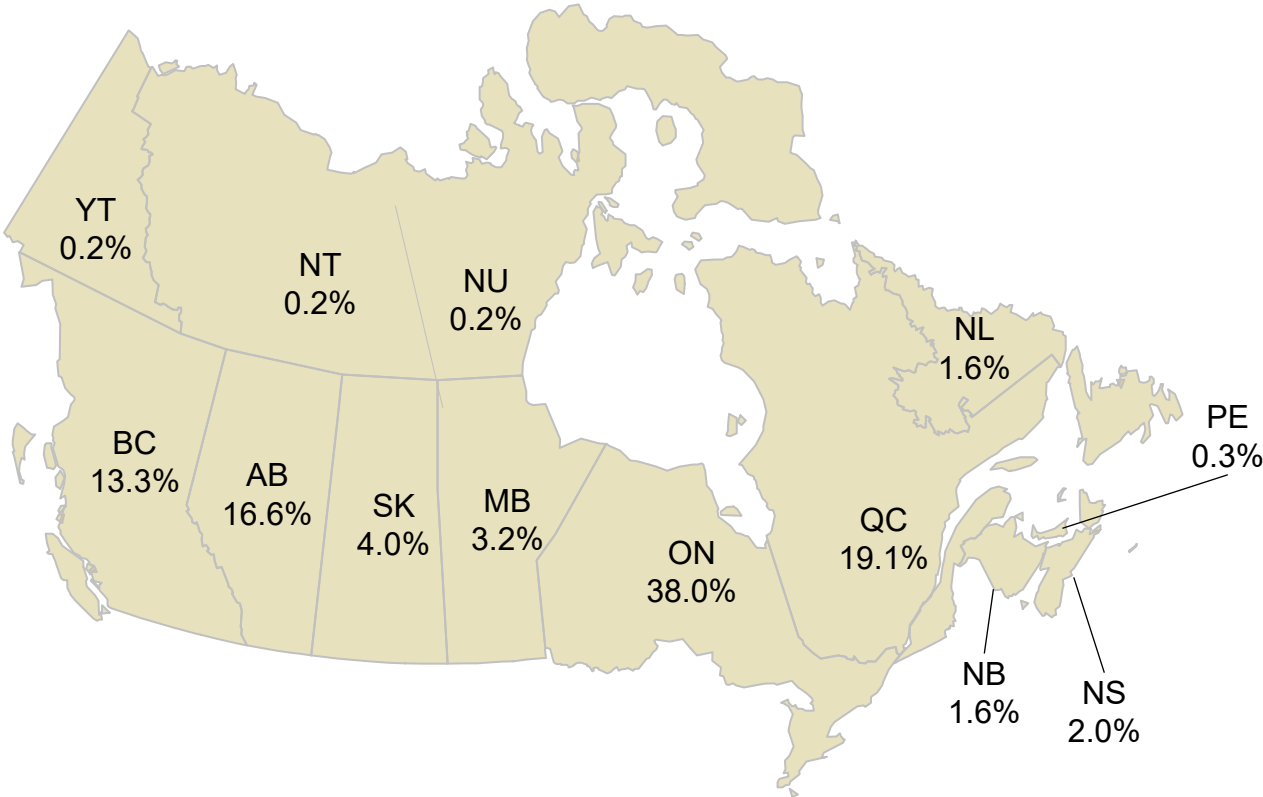 YT
0.2%
NT
0.2%
NU
0.2%
NL
1.6%
PE
0.3%
BC
13.3%
AB
16.6%
SK
4.0%
MB
3.2%
ON
38.0%
QC
19.1%
NB
1.6%
NS
2.0%